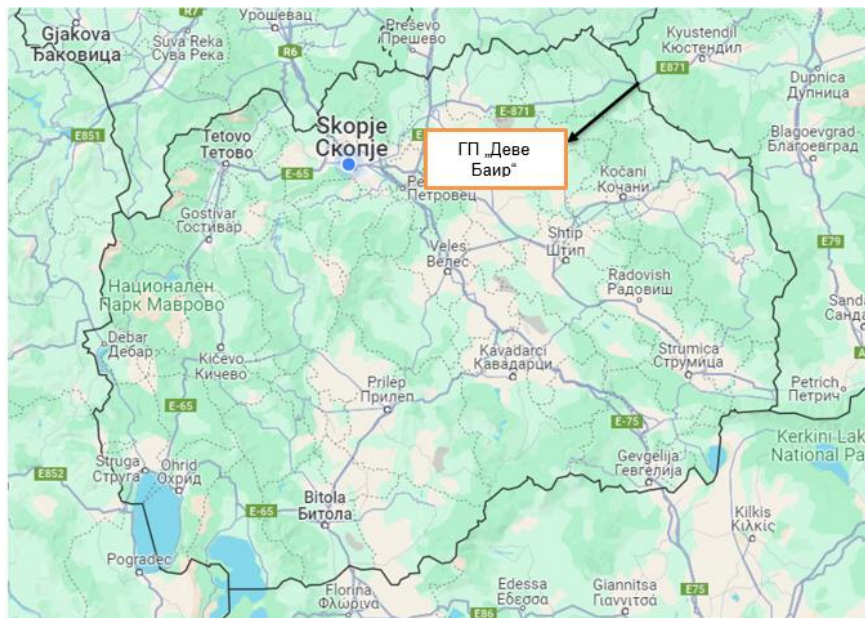 Gjakova
Ђаковица
R7
Suva Reka
Сува Река
Урошевац
R6
Preševo
Прешево
Kyustendil
Кюстендил
E871
Dupnica
Дупница
E851
Tetovo
Тетово
Skopje
Скопје
E-871
E-65
ГП „Деве
Баир“
Blagoevgrad
Благоевград
Kočani
Кочани
Петровец
Gostivar
Гостивар
Veles
Велес
Shtip
Штип
E79
Национален
Парк Маврово
Radovish
Радовиш
Debar
Дебар
Kičevo
Кичево
Kavadarci
Кавадарци
Strumica
Струмица
Prilep
Прилеп
E-65
Petrich
Петрич
E-75
E852
Struga
Струга
Ohrid
Охрид
Gevgelija
Гевгелија
Kerkini Lak
National Pa
Bitola
Битола
E-65
Kilkis
Κιλκίς
Pogradec
Florina
Φλώρινα
Edessa
Έδεσσα
Giannitsa
Γιαννιτσά
E75
E86